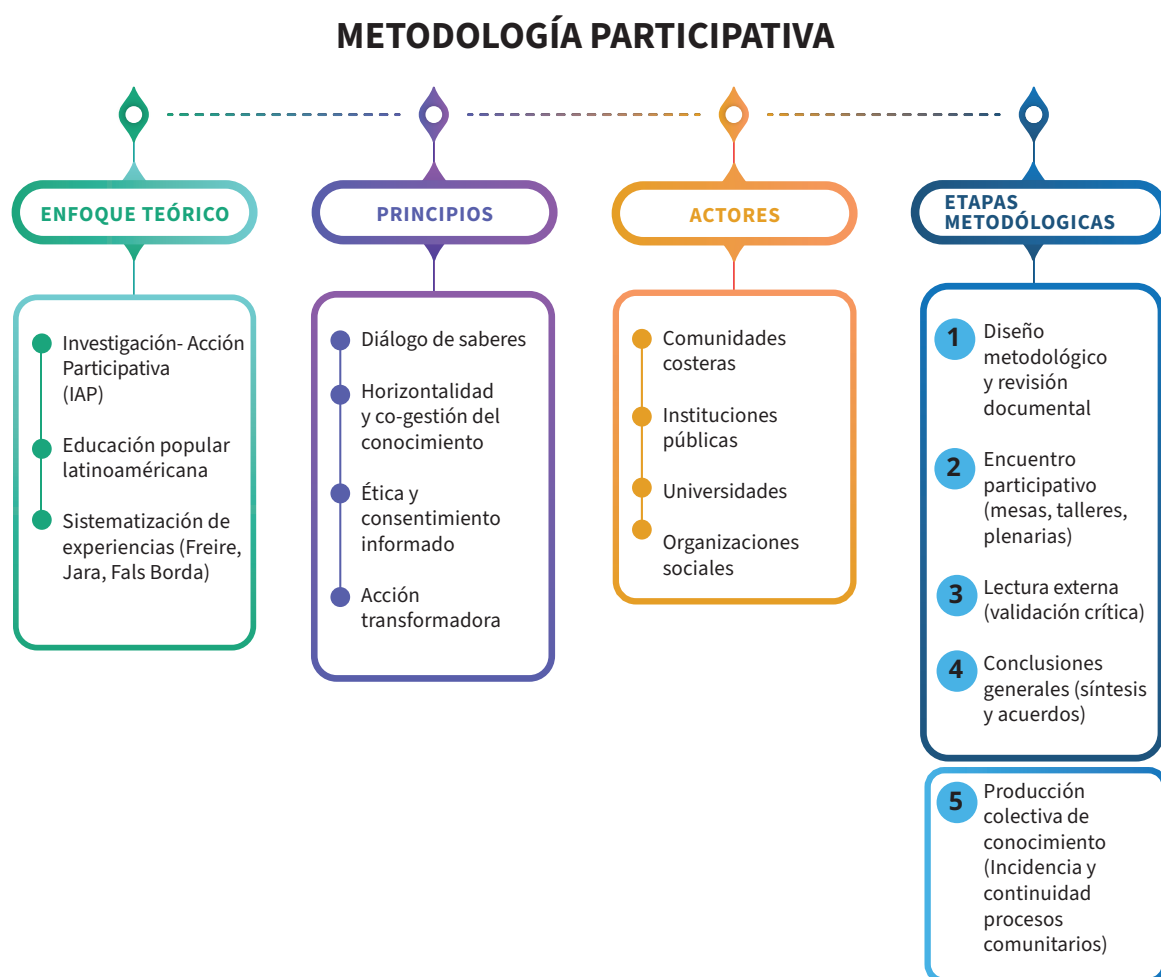 METODOLOGÍA PARTICIPATIVA
ENFOQUE TEÓRICO
Investigación- Acción
Participativa
(IAP)
Educación popular
latinoaméricana
Sistematización de
experiencias (Freire,
Jara, Fals Borda)
PRINCIPIOS
Diálogo de saberes
Horizontalidad
y co-gestión del
conocimiento
Ética y
consentimiento
informado
Acción
transformadora
ACTORES
Comunidades
costeras
Instituciones
públicas
Universidades
Organizaciones
sociales
ETAPAS
METODÓLOGICAS
1 Diseño
metodológico
y revisión
documental
2 Encuentro
participativo
(mesas, talleres,
plenarias)
3 Lectura externa
(validación crítica)
4 Conclusiones
generales (síntesis
y acuerdos)
5 Producción
colectiva de
conocimiento
(Incidencia y
continuidad
procesos
comunitarios)